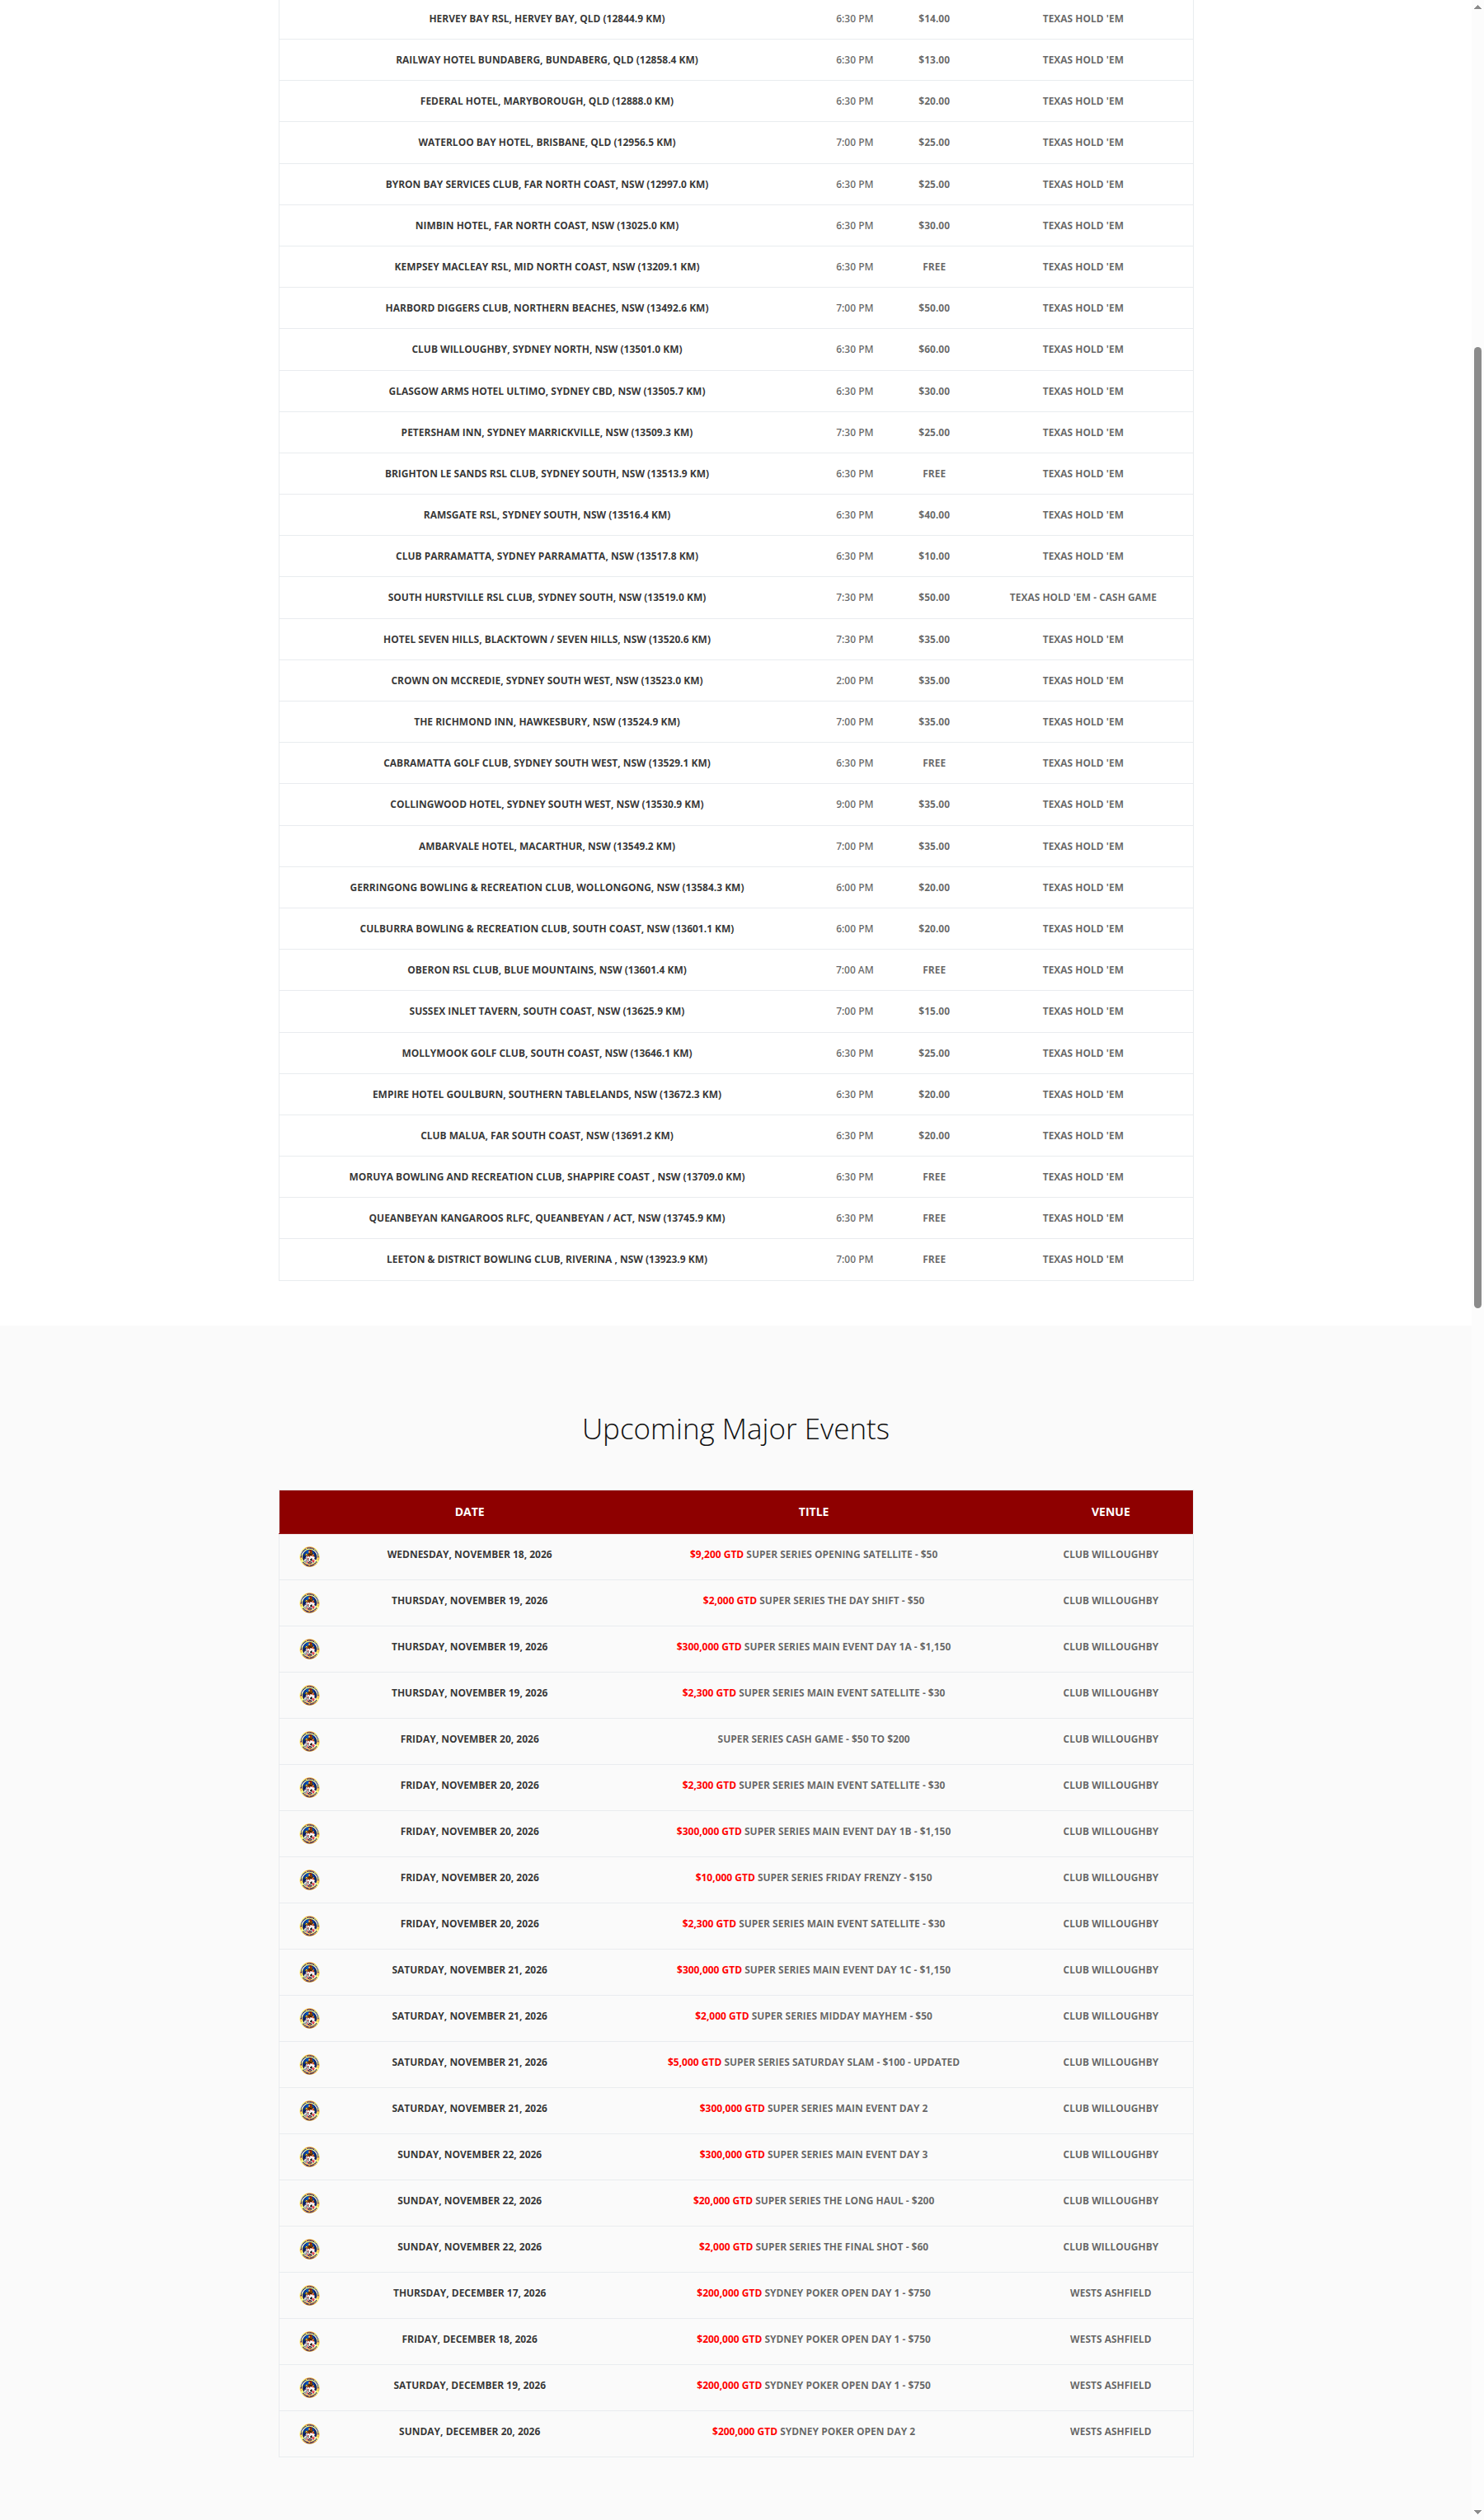 HERVEY BAY RSL, HERVEY BAY, QLD (12844.9 KM) 6:30 PM $14.00 TEXAS HOLD 'EM
RAILWAY HOTEL BUNDABERG, BUNDABERG, QLD (12858.4 KM) 6:30 PM $13.00 TEXAS HOLD 'EM
FEDERAL HOTEL, MARYBOROUGH, QLD (12888.0 KM) 6:30 PM $20.00 TEXAS HOLD 'EM
WATERLOO BAY HOTEL, BRISBANE, QLD (12956.5 KM) 7:00 PM $25.00 TEXAS HOLD 'EM
BYRON BAY SERVICES CLUB, FAR NORTH COAST, NSW (12997.0 KM) 6:30 PM $25.00 TEXAS HOLD 'EM
NIMBIN HOTEL, FAR NORTH COAST, NSW (13025.0 KM) 6:30 PM $30.00 TEXAS HOLD 'EM
KEMPSEY MACLEAY RSL, MID NORTH COAST, NSW (13209.1 KM) 6:30 PM FREE TEXAS HOLD 'EM
HARBORD DIGGERS CLUB, NORTHERN BEACHES, NSW (13492.6 KM) 7:00 PM $50.00 TEXAS HOLD 'EM
CLUB WILLOUGHBY, SYDNEY NORTH, NSW (13501.0 KM) 6:30 PM $60.00 TEXAS HOLD 'EM
GLASGOW ARMS HOTEL ULTIMO, SYDNEY CBD, NSW (13505.7 KM) 6:30 PM $30.00 TEXAS HOLD 'EM
PETERSHAM INN, SYDNEY MARRICKVILLE, NSW (13509.3 KM) 7:30 PM $25.00 TEXAS HOLD 'EM
BRIGHTON LE SANDS RSL CLUB, SYDNEY SOUTH, NSW (13513.9 KM) 6:30 PM FREE TEXAS HOLD 'EM
RAMSGATE RSL, SYDNEY SOUTH, NSW (13516.4 KM) 6:30 PM $40.00 TEXAS HOLD 'EM
CLUB PARRAMATTA, SYDNEY PARRAMATTA, NSW (13517.8 KM) 6:30 PM $10.00 TEXAS HOLD 'EM
SOUTH HURSTVILLE RSL CLUB, SYDNEY SOUTH, NSW (13519.0 KM) 7:30 PM $50.00 TEXAS HOLD 'EM - CASH GAME
HOTEL SEVEN HILLS, BLACKTOWN / SEVEN HILLS, NSW (13520.6 KM) 7:30 PM $35.00 TEXAS HOLD 'EM
CROWN ON MCCREDIE, SYDNEY SOUTH WEST, NSW (13523.0 KM) 2:00 PM $35.00 TEXAS HOLD 'EM
THE RICHMOND INN, HAWKESBURY, NSW (13524.9 KM) 7:00 PM $35.00 TEXAS HOLD 'EM
CABRAMATTA GOLF CLUB, SYDNEY SOUTH WEST, NSW (13529.1 KM) 6:30 PM FREE TEXAS HOLD 'EM
COLLINGWOOD HOTEL, SYDNEY SOUTH WEST, NSW (13530.9 KM) 9:00 PM $35.00 TEXAS HOLD 'EM
AMBARVALE HOTEL, MACARTHUR, NSW (13549.2 KM) 7:00 PM $35.00 TEXAS HOLD 'EM
GERRINGONG BOWLING & RECREATION CLUB, WOLLONGONG, NSW (13584.3 KM) 6:00 PM $20.00 TEXAS HOLD 'EM
CULBURRA BOWLING & RECREATION CLUB, SOUTH COAST, NSW (13601.1 KM) 6:00 PM $20.00 TEXAS HOLD 'EM
OBERON RSL CLUB, BLUE MOUNTAINS, NSW (13601.4 KM) 7:00 AM FREE TEXAS HOLD 'EM
SUSSEX INLET TAVERN, SOUTH COAST, NSW (13625.9 KM) 7:00 PM $15.00 TEXAS HOLD 'EM
MOLLYMOOK GOLF CLUB, SOUTH COAST, NSW (13646.1 KM) 6:30 PM $25.00 TEXAS HOLD 'EM
EMPIRE HOTEL GOULBURN, SOUTHERN TABLELANDS, NSW (13672.3 KM) 6:30 PM $20.00 TEXAS HOLD 'EM
CLUB MALUA, FAR SOUTH COAST, NSW (13691.2 KM) 6:30 PM $20.00 TEXAS HOLD 'EM
MORUYA BOWLING AND RECREATION CLUB, SHAPPIRE COAST , NSW (13709.0 KM) 6:30 PM FREE TEXAS HOLD 'EM
QUEANBEYAN KANGAROOS RLFC, QUEANBEYAN / ACT, NSW (13745.9 KM) 6:30 PM FREE TEXAS HOLD 'EM
LEETON & DISTRICT BOWLING CLUB, RIVERINA , NSW (13923.9 KM) 7:00 PM FREE TEXAS HOLD 'EM
Upcoming Major Events
DATE TITLE VENUE
WEDNESDAY, NOVEMBER 18, 2026 $9,200 GTD SUPER SERIES OPENING SATELLITE - $50 CLUB WILLOUGHBY
THURSDAY, NOVEMBER 19, 2026 $2,000 GTD SUPER SERIES THE DAY SHIFT - $50 CLUB WILLOUGHBY
THURSDAY, NOVEMBER 19, 2026 $300,000 GTD SUPER SERIES MAIN EVENT DAY 1A - $1,150 CLUB WILLOUGHBY
THURSDAY, NOVEMBER 19, 2026 $2,300 GTD SUPER SERIES MAIN EVENT SATELLITE - $30 CLUB WILLOUGHBY
FRIDAY, NOVEMBER 20, 2026 SUPER SERIES CASH GAME - $50 TO $200 CLUB WILLOUGHBY
FRIDAY, NOVEMBER 20, 2026 $2,300 GTD SUPER SERIES MAIN EVENT SATELLITE - $30 CLUB WILLOUGHBY
FRIDAY, NOVEMBER 20, 2026 $300,000 GTD SUPER SERIES MAIN EVENT DAY 1B - $1,150 CLUB WILLOUGHBY
FRIDAY, NOVEMBER 20, 2026 $10,000 GTD SUPER SERIES FRIDAY FRENZY - $150 CLUB WILLOUGHBY
FRIDAY, NOVEMBER 20, 2026 $2,300 GTD SUPER SERIES MAIN EVENT SATELLITE - $30 CLUB WILLOUGHBY
SATURDAY, NOVEMBER 21, 2026 $300,000 GTD SUPER SERIES MAIN EVENT DAY 1C - $1,150 CLUB WILLOUGHBY
SATURDAY, NOVEMBER 21, 2026 $2,000 GTD SUPER SERIES MIDDAY MAYHEM - $50 CLUB WILLOUGHBY
SATURDAY, NOVEMBER 21, 2026 $5,000 GTD SUPER SERIES SATURDAY SLAM - $100 - UPDATED CLUB WILLOUGHBY
SATURDAY, NOVEMBER 21, 2026 $300,000 GTD SUPER SERIES MAIN EVENT DAY 2 CLUB WILLOUGHBY
SUNDAY, NOVEMBER 22, 2026 $300,000 GTD SUPER SERIES MAIN EVENT DAY 3 CLUB WILLOUGHBY
SUNDAY, NOVEMBER 22, 2026 $20,000 GTD SUPER SERIES THE LONG HAUL - $200 CLUB WILLOUGHBY
SUNDAY, NOVEMBER 22, 2026 $2,000 GTD SUPER SERIES THE FINAL SHOT - $60 CLUB WILLOUGHBY
THURSDAY, DECEMBER 17, 2026 $200,000 GTD SYDNEY POKER OPEN DAY 1 - $750 WESTS ASHFIELD
FRIDAY, DECEMBER 18, 2026 $200,000 GTD SYDNEY POKER OPEN DAY 1 - $750 WESTS ASHFIELD
SATURDAY, DECEMBER 19, 2026 $200,000 GTD SYDNEY POKER OPEN DAY 1 - $750 WESTS ASHFIELD
SUNDAY, DECEMBER 20, 2026 $200,000 GTD SYDNEY POKER OPEN DAY 2 WESTS ASHFIELD